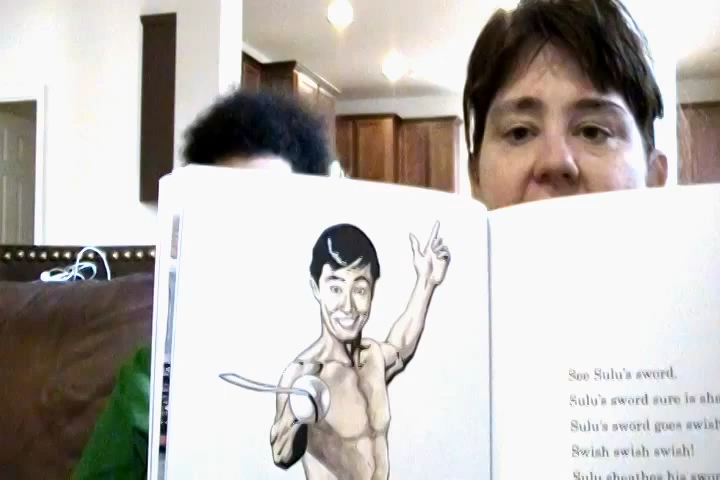 See Sulu's sword.
Sulu's sword sure is
Sulu's sword goes
Swish swish swish!
Sulu sheathes his